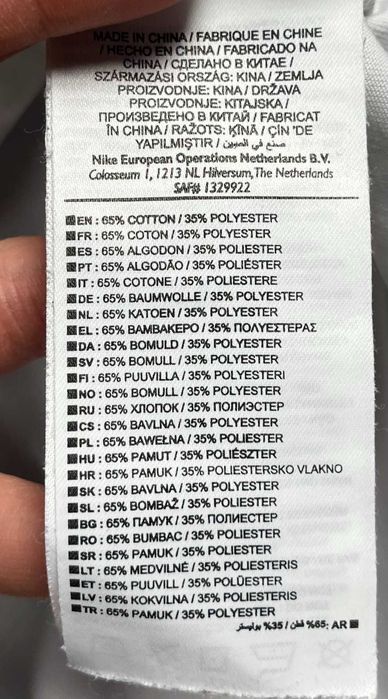 MADE IN CHINA / FABRIQUE EN CHINE
/ HECHO EN CHINA / FABRICADO NA
CHINA / СДЕЛАНО В КИТАЕ /
SZÁRMAZÁSI ORSZÁG: KINA / ZEMLJA
PROIZVODNJE: KINA / DRŽAVA
PROIZVODNJE: KITAJSKA /
ПРОИЗВЕДЕНО В КИТАЙ / FABRICAT
ÎN CHINA / RAŽOTS: ĶĪNĀ / ÇİN 'DE
YAPILMIŞTIR / صنع في الصين
Nike European Operations Netherlands B.V.
Colosseum 1, 1213 NL Hilversum, The Netherlands
SAF# 1329922
EN : 65% COTTON / 35% POLYESTER
FR : 65% COTON / 35% POLYESTER
ES : 65% ALGODON / 35% POLIESTER
PT : 65% ALGODÃO / 35% POLIÉSTER
IT : 65% COTONE / 35% POLIESTERE
DE : 65% BAUMWOLLE / 35% POLYESTER
NL : 65% KATOEN / 35% POLYESTER
EL : 65% ΒΑΜΒΑΚΕΡΟ / 35% ΠΟΛΥΕΣΤΕΡΑΣ
DA : 65% BOMULD / 35% POLYESTER
SV : 65% BOMULL / 35% POLYESTER
FI : 65% PUUVILLA / 35% POLYESTERI
NO : 65% BOMULL / 35% POLYESTER
RU : 65% ХЛОПОК / 35% ПОЛИЭСТЕР
CS : 65% BAVLNA / 35% POLYESTER
PL : 65% BAWEŁNA / 35% POLIESTER
HU : 65% PAMUT / 35% POLIÉSZTER
HR : 65% PAMUK / 35% POLIESTERSKO VLAKNO
SK : 65% BAVLNA / 35% POLYESTER
SL : 65% BOMBAŽ / 35% POLIESTER
BG : 65% ПАМУК / 35% ПОЛИЕСТЕР
RO : 65% BUMBAC / 35% POLIESTER
SR : 65% PAMUK / 35% POLIESTER
LT : 65% MEDVILNĖ / 35% POLIESTERIS
ET : 65% PUUVILL / 35% POLÜESTER
LV : 65% KOKVILNA / 35% POLIESTERIS
TR : 65% PAMUK / 35% POLYESTER
AR : 65% قطن / 35% بوليستر